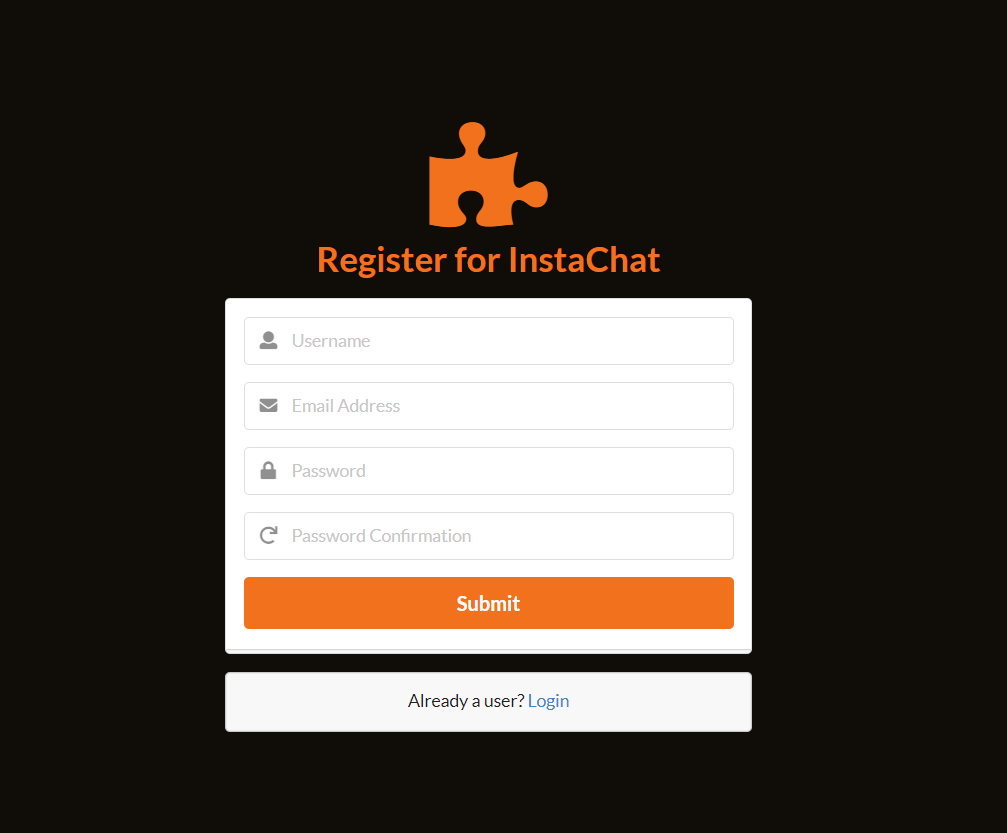 Register for InstaChat
Username
Email Address
Password
Password Confirmation
Submit
Already a user? Login